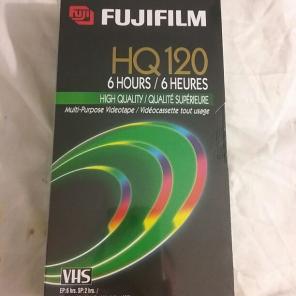 FUJI FUJIFILM
HQ 120
6 HOURS / 6 HEURES
HIGH QUALITY / QUALITÉ SUPÉRIEURE
Multi-Purpose Videotape / Vidéocassette tout usage
VHS
EP:6 hrs. SP:2 hrs. /